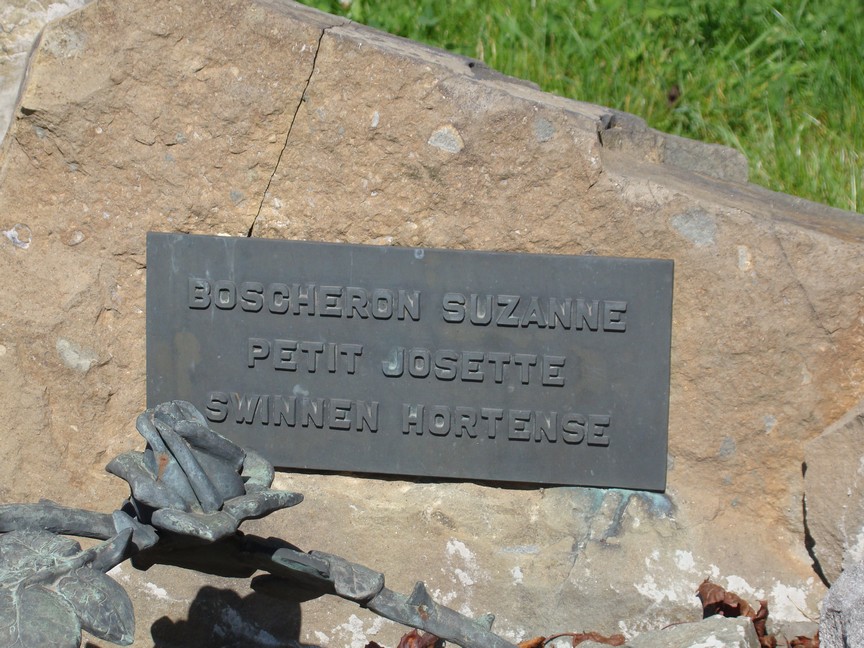 BOSCHERON SUZANNE
PETIT JOSETTE
SWINNEN HORTENSE